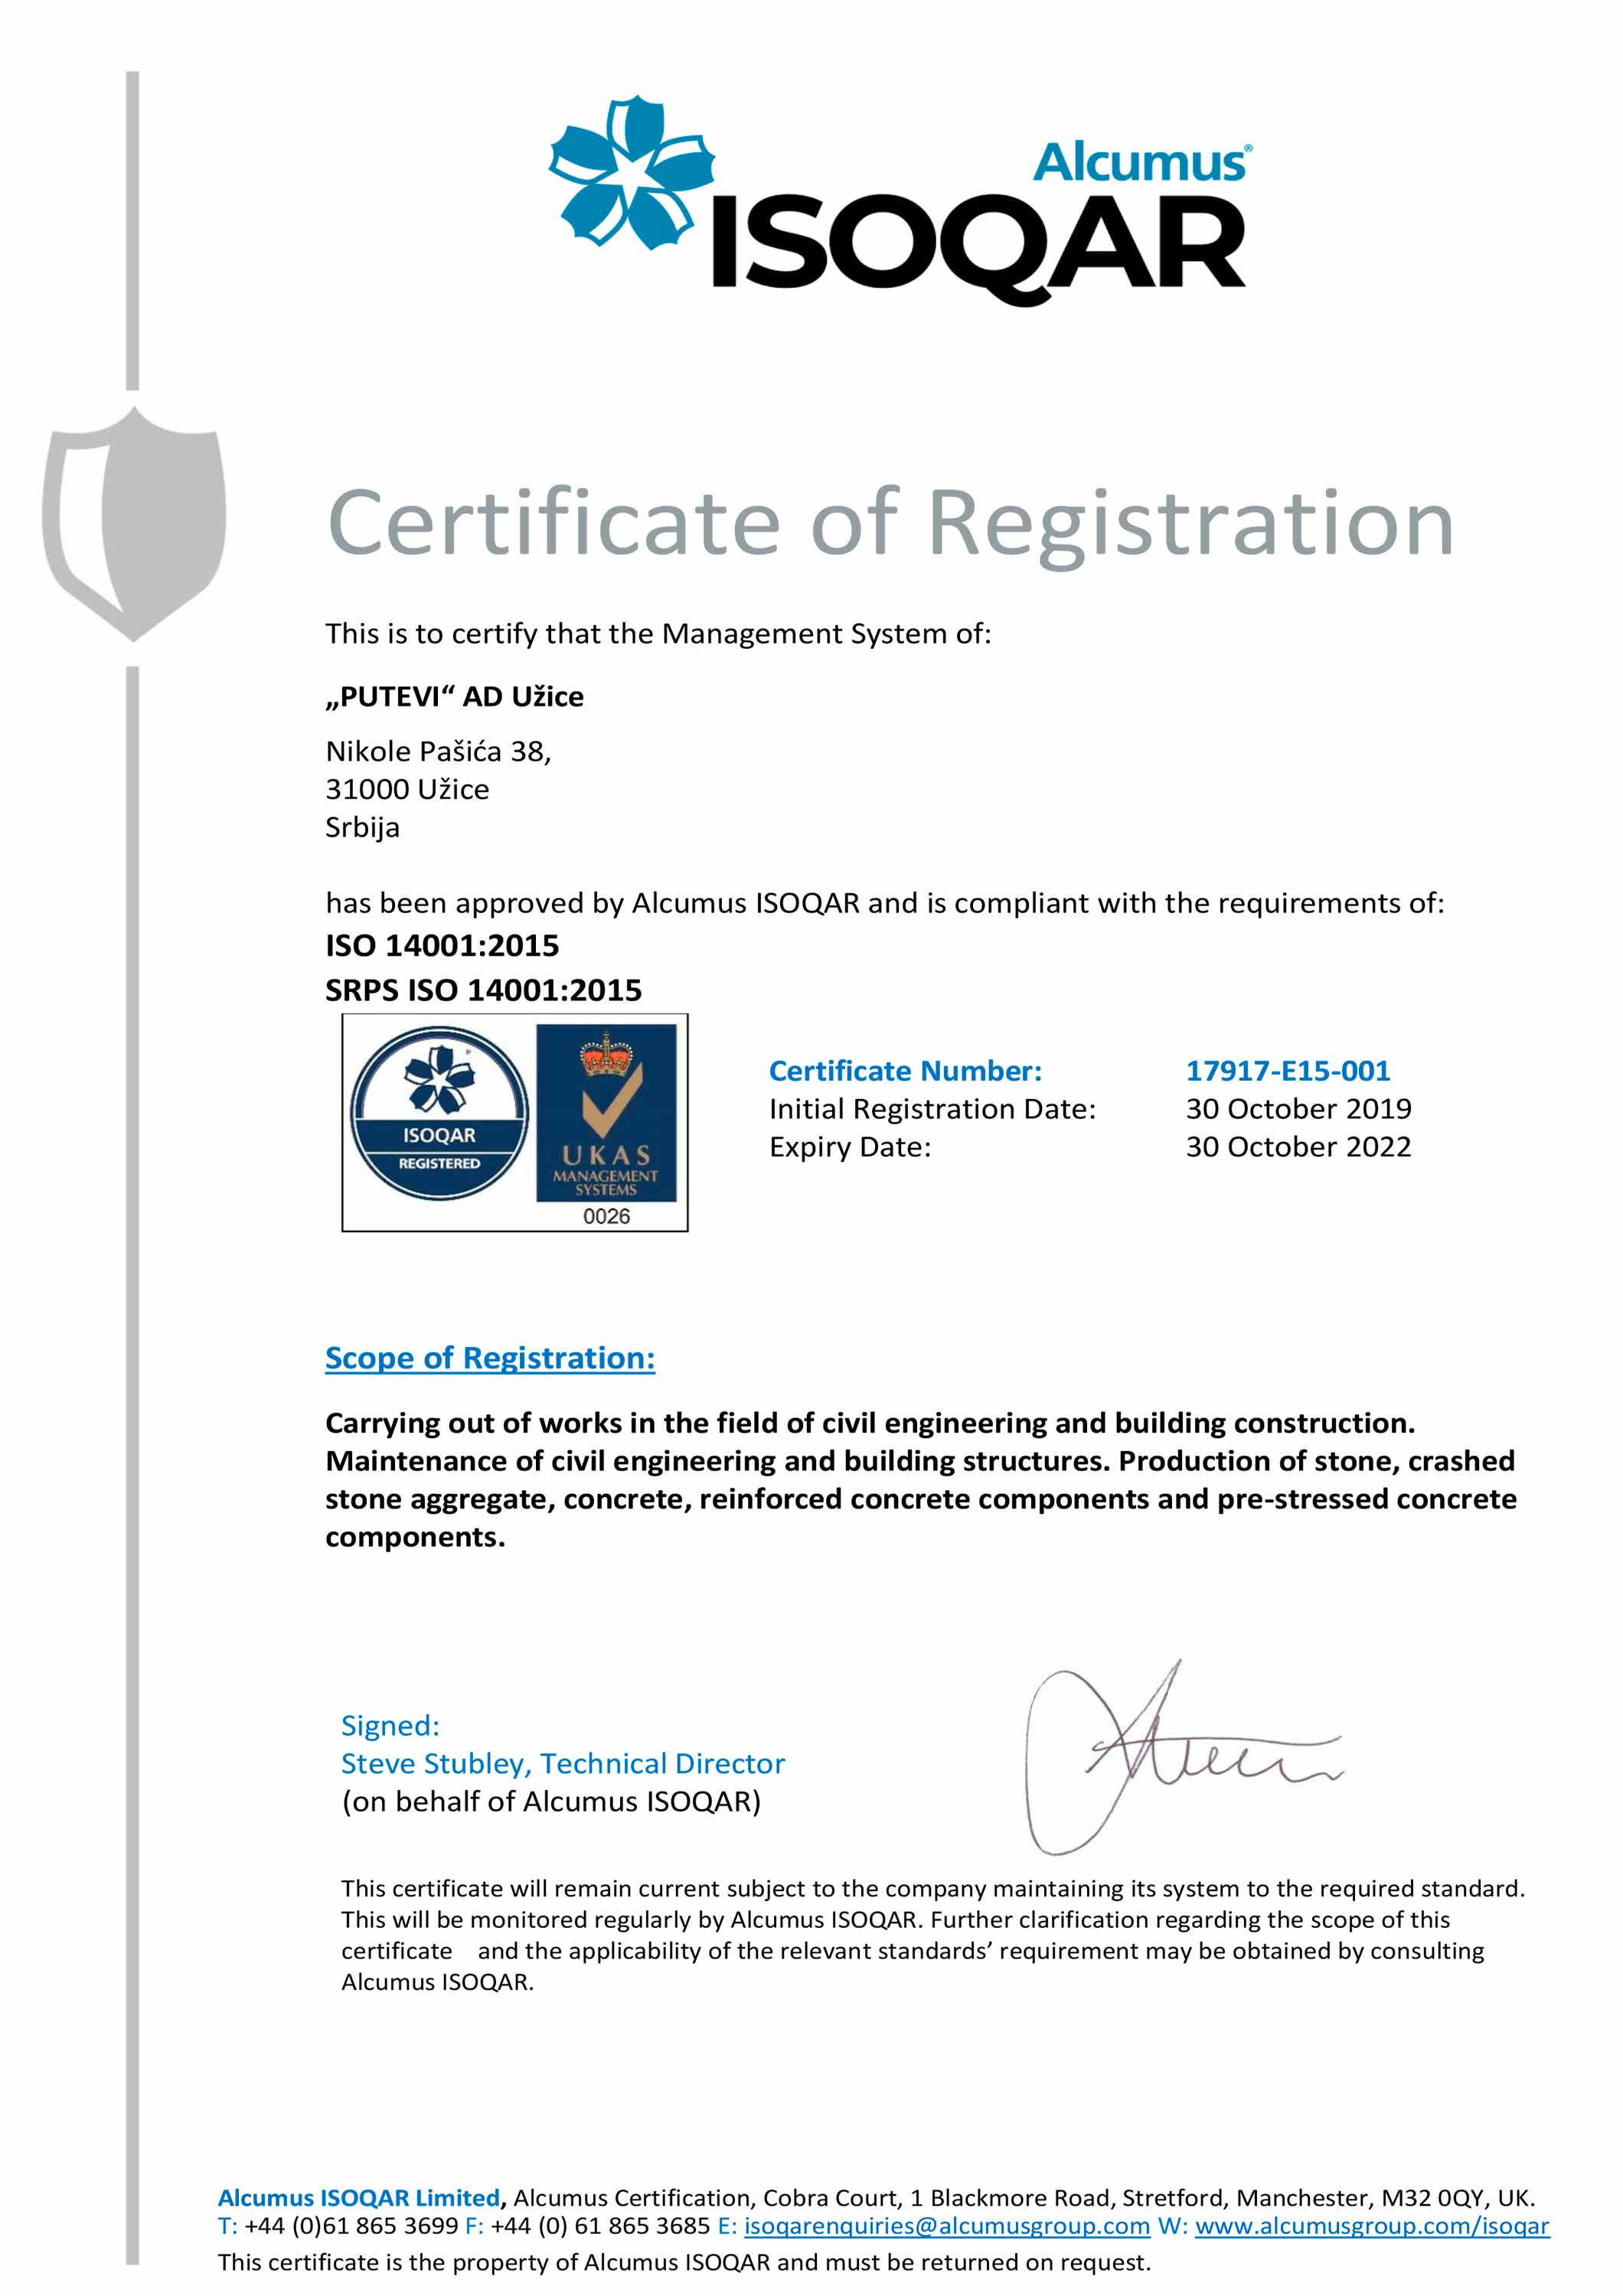 Alcumus®
ISOQAR
Certificate of Registration
This is to certify that the Management System of:
„PUTEVI“ AD Užice
Nikole Pašića 38,
31000 Užice
Srbija
has been approved by Alcumus ISOQAR and is compliant with the requirements of:
ISO 14001:2015
SRPS ISO 14001:2015
ISOQAR
REGISTERED
UKAS
MANAGEMENT
SYSTEMS
0026
Certificate Number: 17917-E15-001
Initial Registration Date: 30 October 2019
Expiry Date: 30 October 2022
Scope of Registration:
Carrying out of works in the field of civil engineering and building construction.
Maintenance of civil engineering and building structures. Production of stone, crashed
stone aggregate, concrete, reinforced concrete components and pre-stressed concrete
components.
Signed:
Steve Stubley, Technical Director
(on behalf of Alcumus ISOQAR)
This certificate will remain current subject to the company maintaining its system to the required standard.
This will be monitored regularly by Alcumus ISOQAR. Further clarification regarding the scope of this
certificate and the applicability of the relevant standards’ requirement may be obtained by consulting
Alcumus ISOQAR.
Alcumus ISOQAR Limited, Alcumus Certification, Cobra Court, 1 Blackmore Road, Stretford, Manchester, M32 0QY, UK.
T: +44 (0)61 865 3699 F: +44 (0) 61 865 3685 E: isoqarenquiries@alcumusgroup.com W: www.alcumusgroup.com/isoqar
This certificate is the property of Alcumus ISOQAR and must be returned on request.